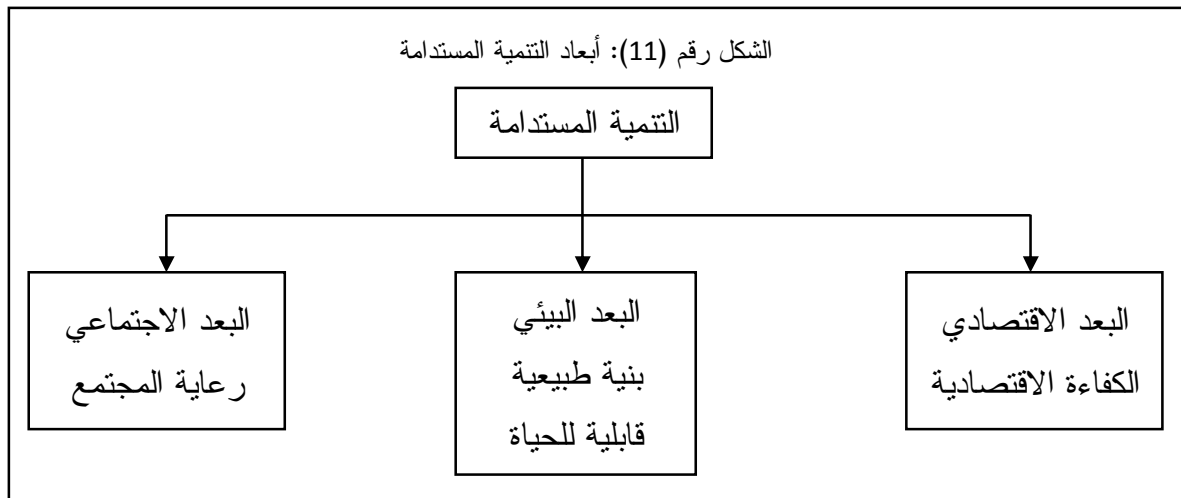 الشكل رقم (11): أبعاد التنمية المستدامة
التنمية المستدامة
البعد الاقتصادي
الكفاءة الاقتصادية
البعد البيئي
بنية طبيعية
قابلية للحياة
البعد الاجتماعي
رعاية المجتمع